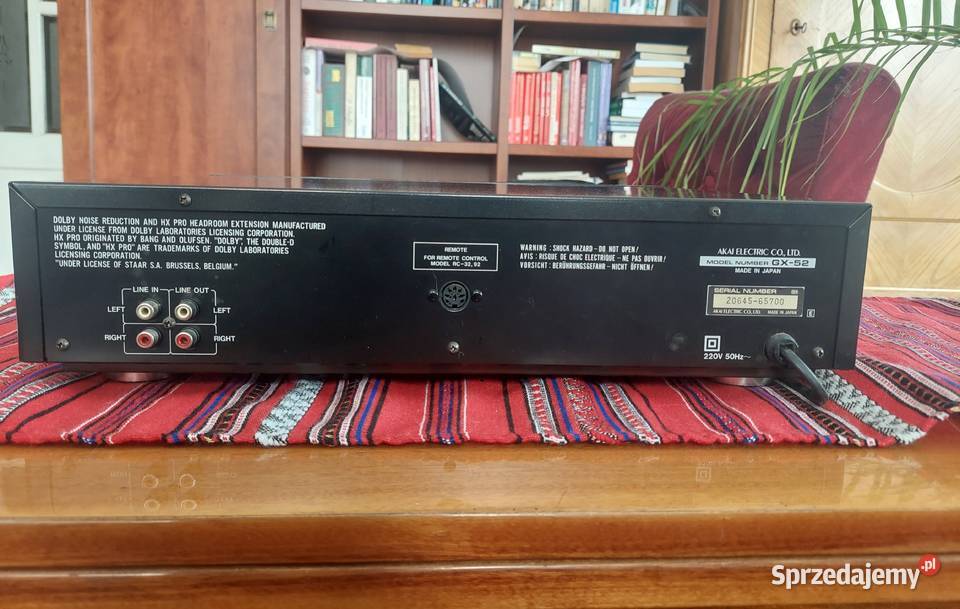 DOLBY NOISE REDUCTION AND HX PRO HEADROOM EXTENSION MANUFACTURED
UNDER LICENSE FROM DOLBY LABORATORIES LICENSING CORPORATION.
HX PRO ORIGINATED BY BANG AND OLUFSEN. "DOLBY", THE DOUBLE-D
SYMBOL, AND "HX PRO" ARE TRADEMARKS OF DOLBY LABORATORIES
LICENSING CORPORATION.
"UNDER LICENSE OF STAAR S.A. BRUSSELS, BELGIUM."
LINE IN LINE OUT
LEFT LEFT
RIGHT RIGHT
REMOTE
FOR REMOTE CONTROL
MODEL RC-32, 92
WARNING : SHOCK HAZARD - DO NOT OPEN /
AVIS : RISQUE DE CHOC ELECTRIQUE - NE PAS OUVRIR /
VORSICHT : BERÜHRUNGSGEFAHR - NICHT ÖFFNEN /
AKAI ELECTRIC CO., LTD.
MODEL NUMBER GX-52
MADE IN JAPAN
SERIAL NUMBER
20645-65700
AKAI ELECTRIC CO., LTD. MADE IN JAPAN
E
220V 50Hz~
Sprzedajemy.pl